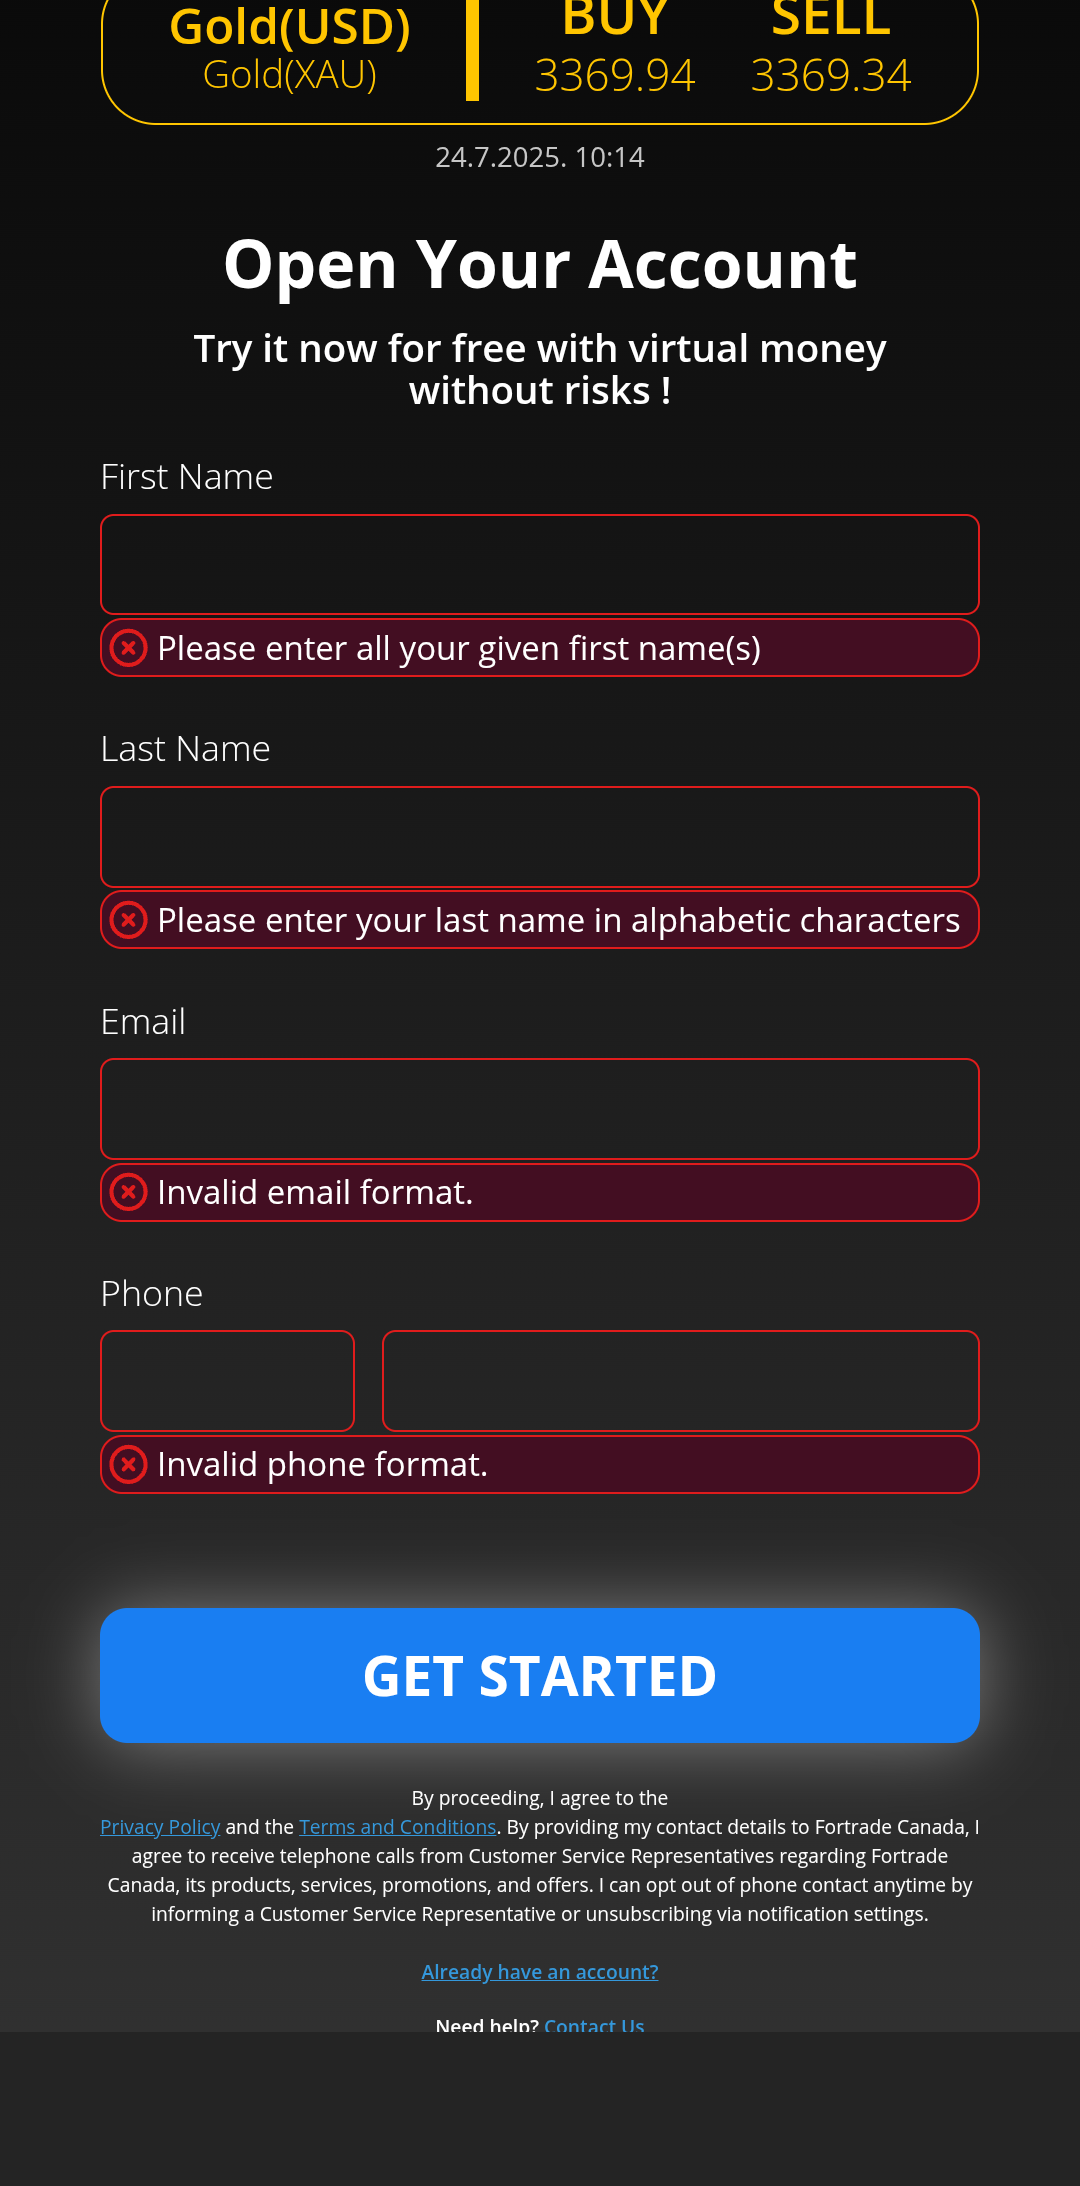 Gold(USD)
BUY
SELL
Gold(XAU)
3369.94
3369.34
24.7.2025. 10:14
Open Your Account
Try it now for free with virtual money
without risks !
First Name
Please enter all your given first name(s)
Last Name
Please enter your last name in alphabetic characters
Email
Invalid email format.
Phone
Invalid phone format.
GET STARTED
By proceeding, I agree to the
Privacy Policy and the Terms and Conditions. By providing my contact details to Fortrade Canada, I
agree to receive telephone calls from Customer Service Representatives regarding Fortrade
Canada, its products, services, promotions, and offers. I can opt out of phone contact anytime by
informing a Customer Service Representative or unsubscribing via notification settings.
Already have an account?
Need help? Contact Us